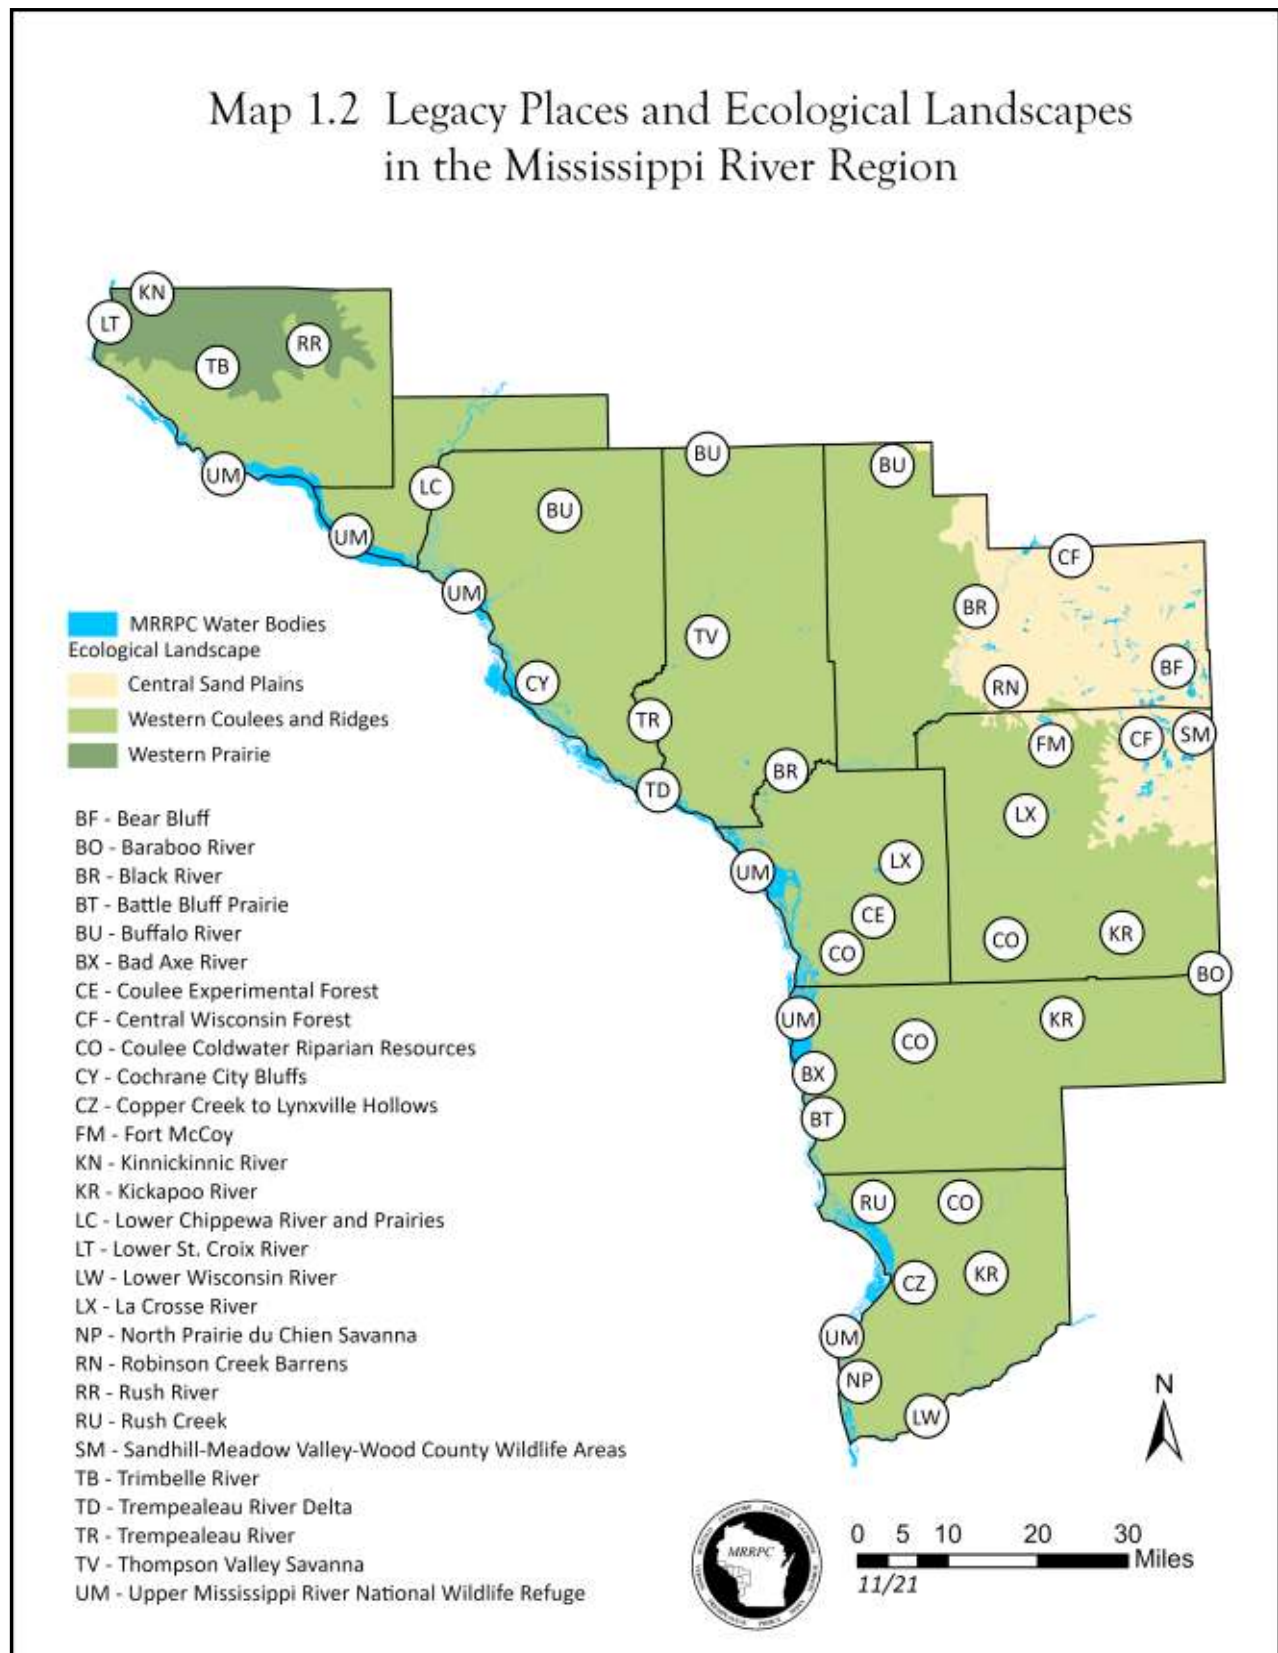 Map 1.2 Legacy Places and Ecological Landscapes
in the Mississippi River Region
KN
LT
RR
TB
UM
LC
BU
BU
BU
UM
UM
CF
BR
TV
BF
RN
CY
TR
FM
CF
SM
BR
TD
LX
LX
UM
CE
CO
CO
KR
BO
UM
CO
KR
BX
BT
RU
CO
CZ
KR
UM
NP
LW
MRRPC Water Bodies
Ecological Landscape
Central Sand Plains
Western Coulees and Ridges
Western Prairie
BF - Bear Bluff
BO - Baraboo River
BR - Black River
BT - Battle Bluff Prairie
BU - Buffalo River
BX - Bad Axe River
CE - Coulee Experimental Forest
CF - Central Wisconsin Forest
CO - Coulee Coldwater Riparian Resources
CY - Cochrane City Bluffs
CZ - Copper Creek to Lynxville Hollows
FM - Fort McCoy
KN - Kinnickinnic River
KR - Kickapoo River
LC - Lower Chippewa River and Prairies
LT - Lower St. Croix River
LW - Lower Wisconsin River
LX - La Crosse River
NP - North Prairie du Chien Savanna
RN - Robinson Creek Barrens
RR - Rush River
RU - Rush Creek
SM - Sandhill-Meadow Valley-Wood County Wildlife Areas
TB - Trimbelle River
TD - Trempealeau River Delta
TR - Trempealeau River
TV - Thompson Valley Savanna
UM - Upper Mississippi River National Wildlife Refuge
N
MRRPC
0 5 10 20 30
Miles
11/21